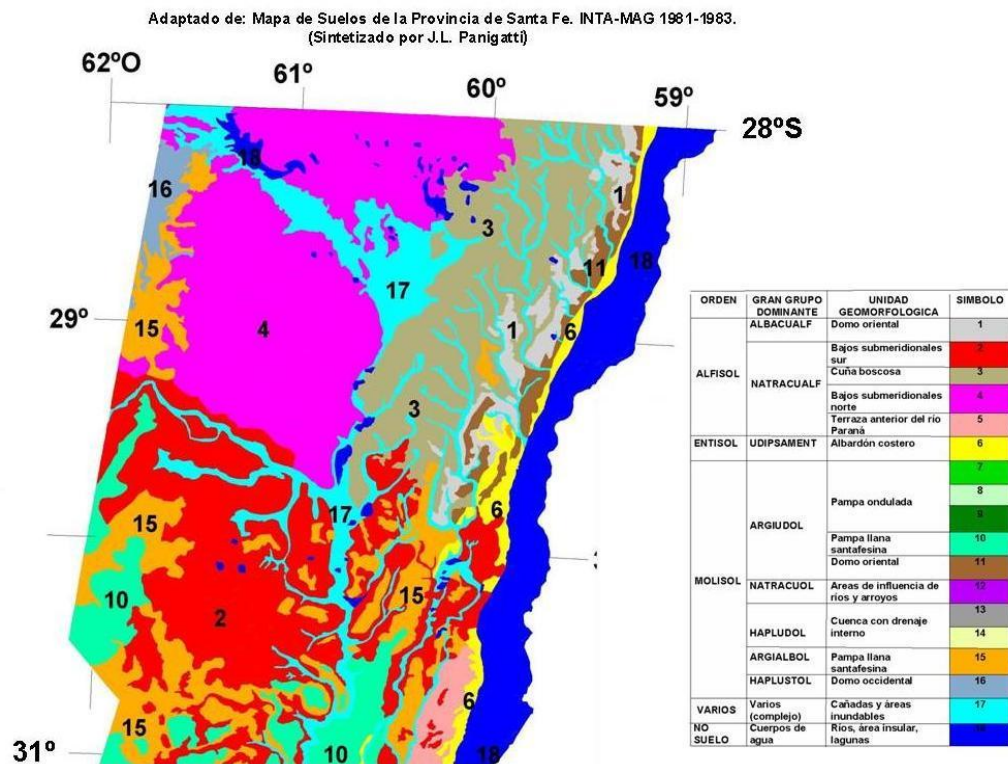 Adaptado de: Mapa de Suelos de la Provincia de Santa Fe. INTA-MAG 1981-1983.
(Sintetizado por J.L. Panigatti)
62ºO
61º
60º
59º
28ºS
18
16
1
3
11
18
17
29º
15
4
1
6
3
15
17
6
10
2
15
15
6
31º
10
18
ORDEN GRAN GRUPO DOMINANTE UNIDAD GEOMORFOLOGICA SIMBOLO
ALFISOL
ALBACUALF Domo oriental 1
NATRACUALF
Bajos submeridionales sur 2
Cuña boscosa 3
Bajos submeridionales norte 4
Terraza anterior del río Paraná 5
ENTISOL UDIPSAMENT Albardón costero 6
MOLISOL
ARGIUDOL
Pampa ondulada
7
8
9
Pampa llana santafesina 10
Domo oriental 11
NATRACUOL Areas de influencia de ríos y arroyos 12
HAPLUDOL
Cuenca con drenaje interno
13
14
ARGIALBOL Pampa llana santafesina 15
HAPLUSTOL Domo occidental 16
VARIOS Varios (complejo) Cañadas y áreas inundables 17
NO SUELO Cuerpos de agua Ríos, área insular, lagunas 18